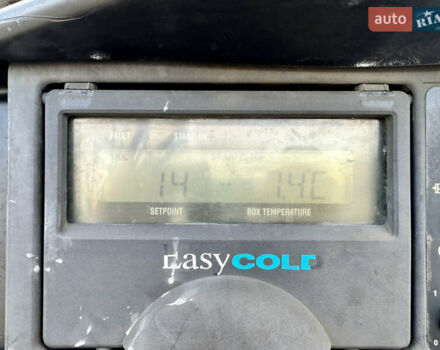 auto RIA
FAULT STAND-BY
14 - 7.4C
SETPOINT BOX TEMPERATURE
EasyCOLD